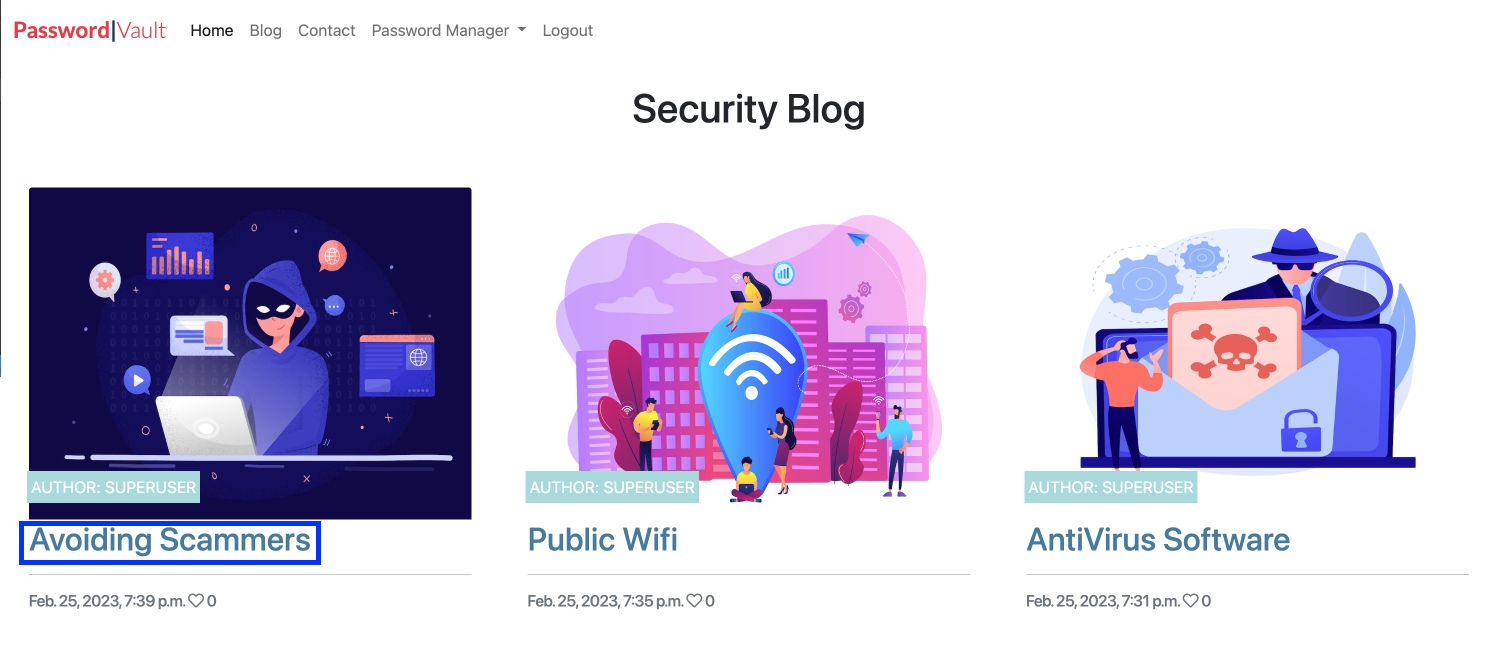 Password|Vault Home Blog Contact Password Manager Logout
Security Blog
AUTHOR: SUPERUSER
Avoiding Scammers
Feb. 25, 2023, 7:39 p.m. 0
AUTHOR: SUPERUSER
Public Wifi
Feb. 25, 2023, 7:35 p.m. 0
AUTHOR: SUPERUSER
AntiVirus Software
Feb. 25, 2023, 7:31 p.m. 0